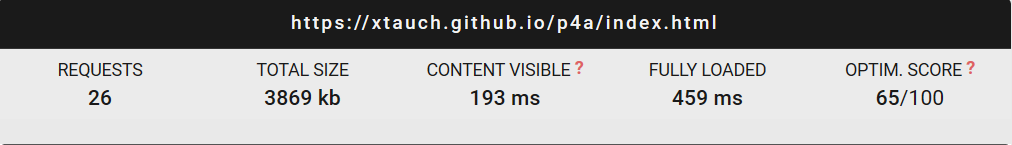 https://xtauch.github.io/p4a/index.html
REQUESTS TOTAL SIZE CONTENT VISIBLE ? FULLY LOADED OPTIM. SCORE ?
26 3869 kb 193 ms 459 ms 65/100